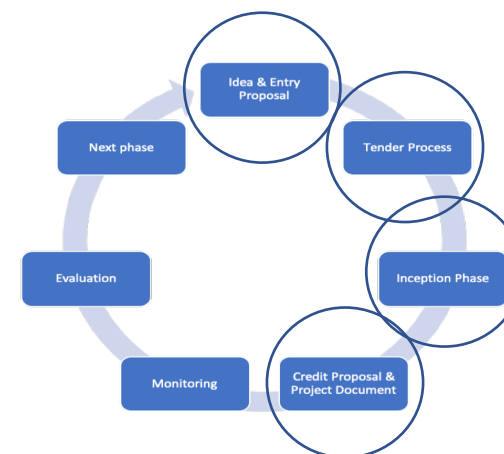 Idea & Entry
Proposal
Tender Process
Inception Phase
Credit Proposal &
Project Document
Monitoring
Evaluation
Next phase